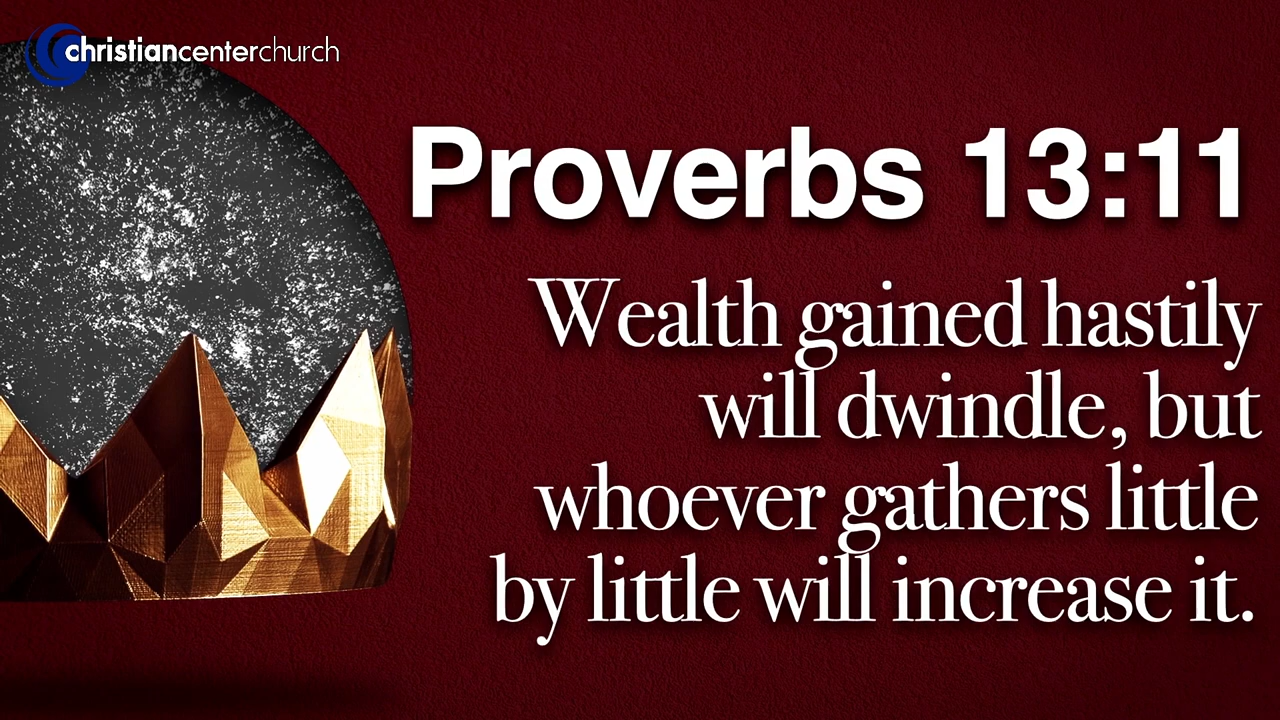 christiancenterchurch
Proverbs 13:11
Wealth gained hastily
will dwindle, but
whoever gathers little
by little will increase it.